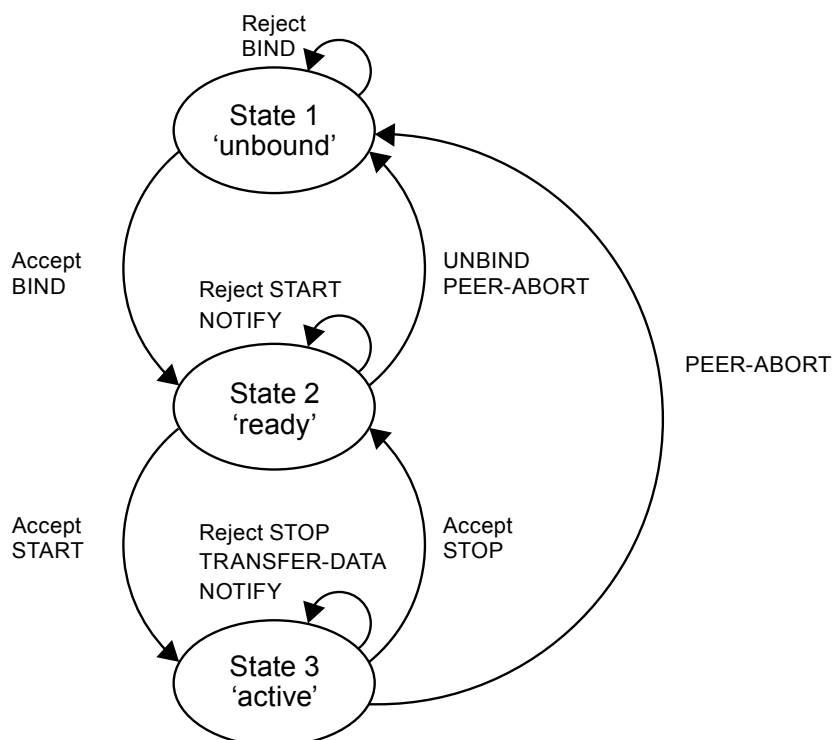 Reject
BIND
State 1
‘unbound’
Accept
BIND
UNBIND
PEER-ABORT
Reject START
NOTIFY
PEER-ABORT
State 2
‘ready’
Accept
START
Reject STOP
TRANSFER-DATA
NOTIFY
Accept
STOP
State 3
‘active’